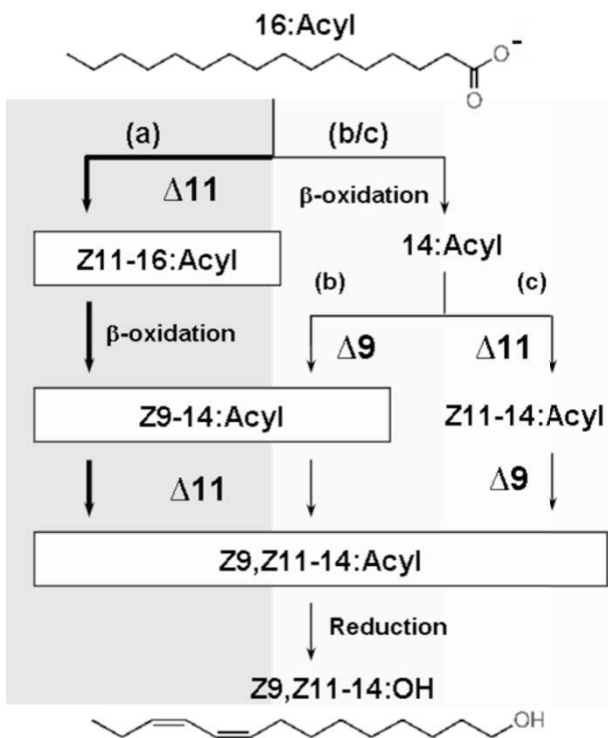 16:Acyl
O-
O
(a)
(b/c)
Δ11
β-oxidation
Z11-16:Acyl
14:Acyl
(b)
(c)
β-oxidation
Δ9
Δ11
Z9-14:Acyl
Z11-14:Acyl
Δ11
Δ9
Z9,Z11-14:Acyl
Reduction
Z9,Z11-14:OH
OH